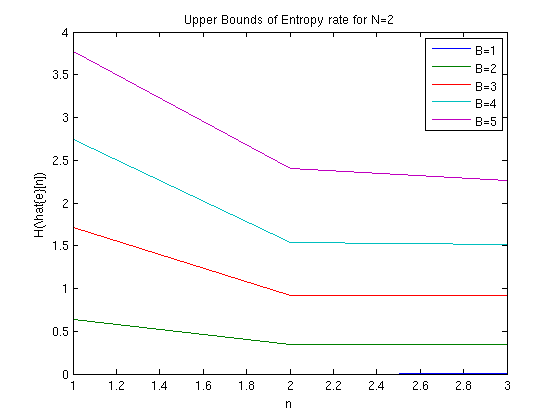 Upper Bounds of Entropy rate for N=2
H(\hat{e}[n])
4
3.5
3
2.5
2
1.5
1
0.5
0
B=1
B=2
B=3
B=4
B=5
1 1.2 1.4 1.6 1.8 2 2.2 2.4 2.6 2.8 3
n